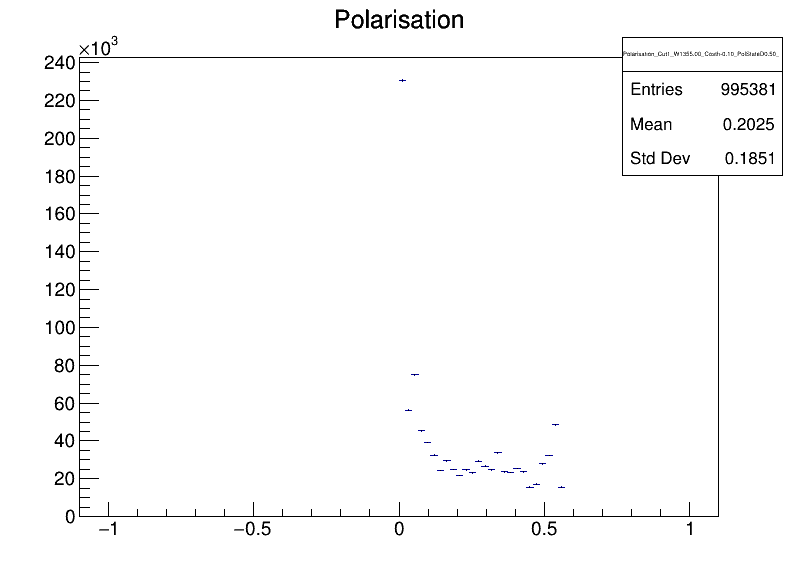 Polarisation
×10³
Polarisation_Cut1_W1355.00_Costh-0.10_PolStateD0.50_
Entries 995381
Mean 0.2025
Std Dev 0.1851
240
220
200
180
160
140
120
100
80
60
40
20
0
−1 −0.5 0 0.5 1